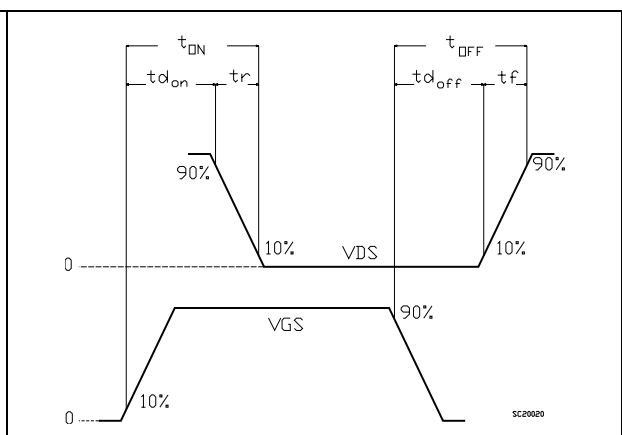 tON tOFF
tdon tr tdoff tf
90% 90%
10% 10%
0 VDS
90%
VGS
10%
0
SC20020